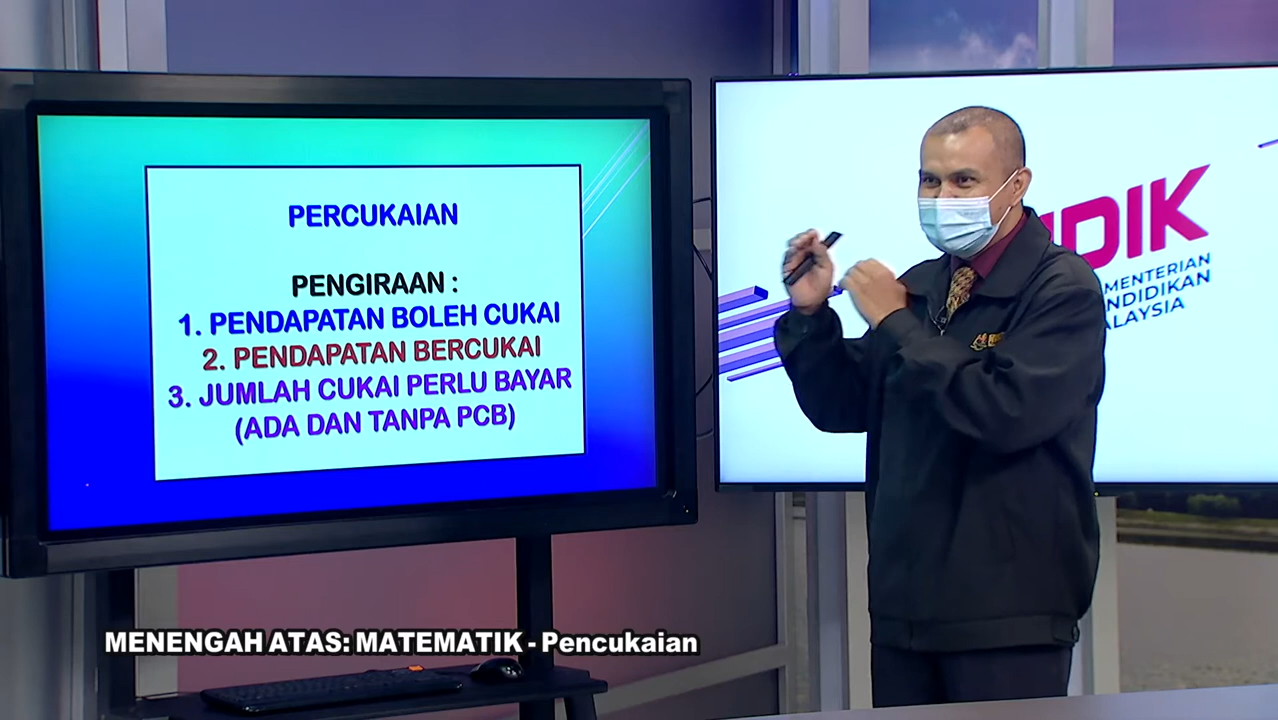 PERCUKAIAN
PENGIRAAN :
1. PENDAPATAN BOLEH CUKAI
2. PENDAPATAN BERCUKAI
3. JUMLAH CUKAI PERLU BAYAR
(ADA DAN TANPA PCB)
DIK
MENTERIAN
NDIDIKAN
ALAYSIA
MENENGAH ATAS: MATEMATIK - Pencukaian